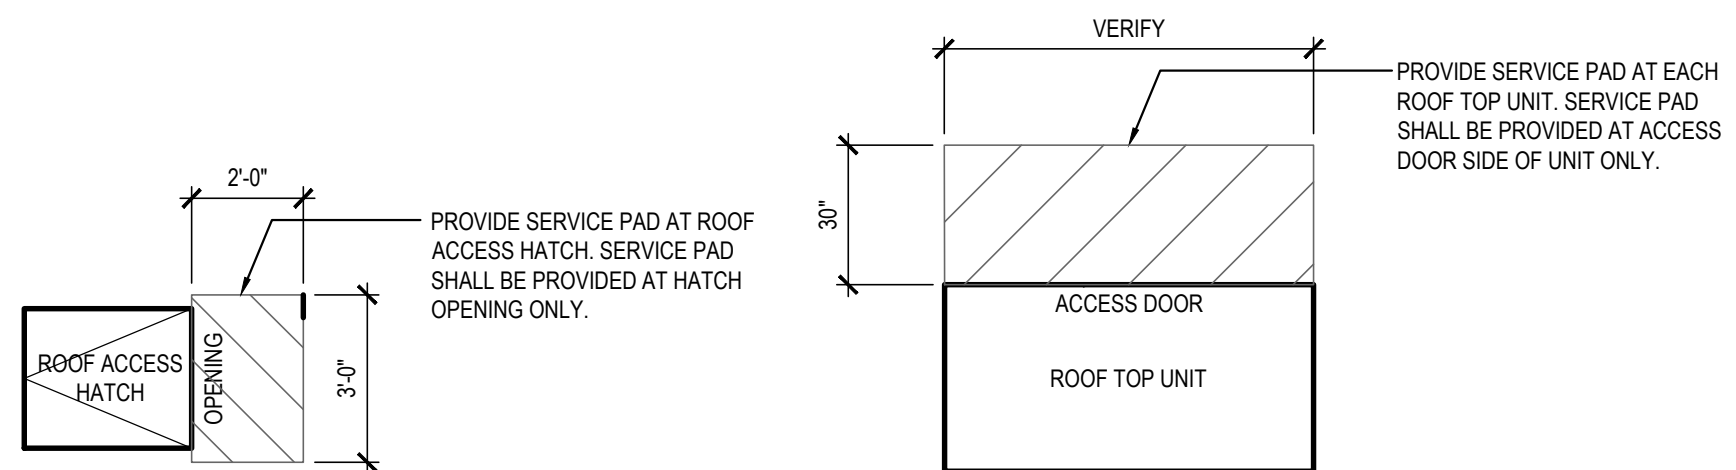 2'-0"
PROVIDE SERVICE PAD AT ROOF
ACCESS HATCH. SERVICE PAD
SHALL BE PROVIDED AT HATCH
OPENING ONLY.
ROOF ACCESS
HATCH
OPENING
3'-0"
VERIFY
PROVIDE SERVICE PAD AT EACH
ROOF TOP UNIT. SERVICE PAD
SHALL BE PROVIDED AT ACCESS
DOOR SIDE OF UNIT ONLY.
30"
ACCESS DOOR
ROOF TOP UNIT